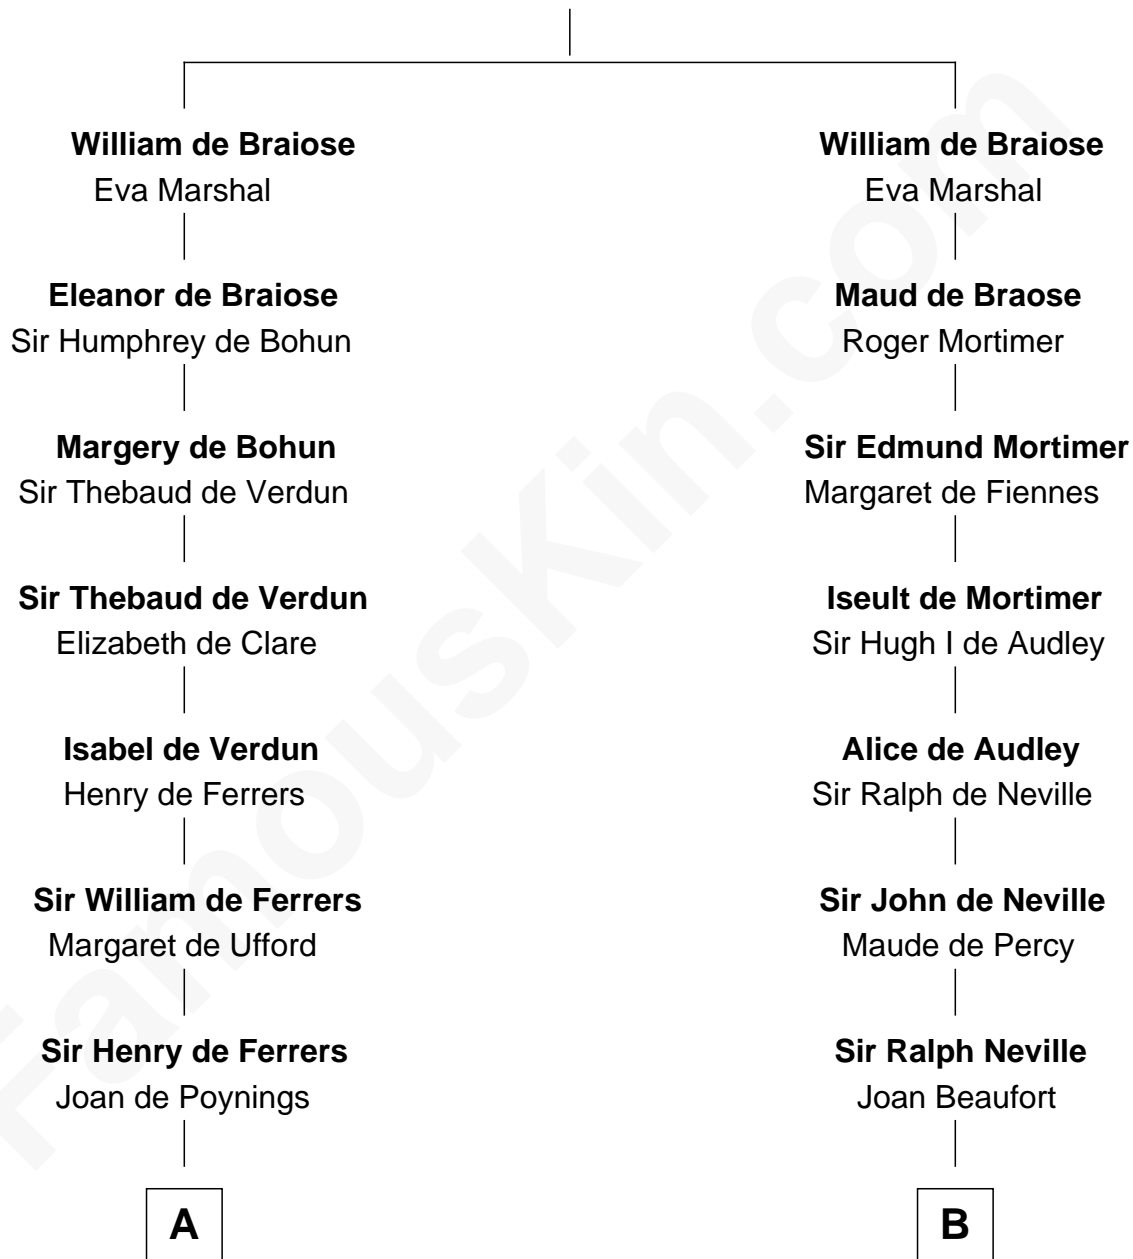 William de Braiose
Eva Marshal
Eleanor de Braiose
Sir Humphrey de Bohun
Margery de Bohun
Sir Thebaud de Verdun
Sir Thebaud de Verdun
Elizabeth de Clare
Isabel de Verdun
Henry de Ferrers
Sir William de Ferrers
Margaret de Ufford
Sir Henry de Ferrers
Joan de Poynings
A
William de Braiose
Eva Marshal
Maud de Braose
Roger Mortimer
Sir Edmund Mortimer
Margaret de Fiennes
Iseult de Mortimer
Sir Hugh I de Audley
Alice de Audley
Sir Ralph de Neville
Sir John de Neville
Maude de Percy
Sir Ralph Neville
Joan Beaufort
B
FamousKin.com